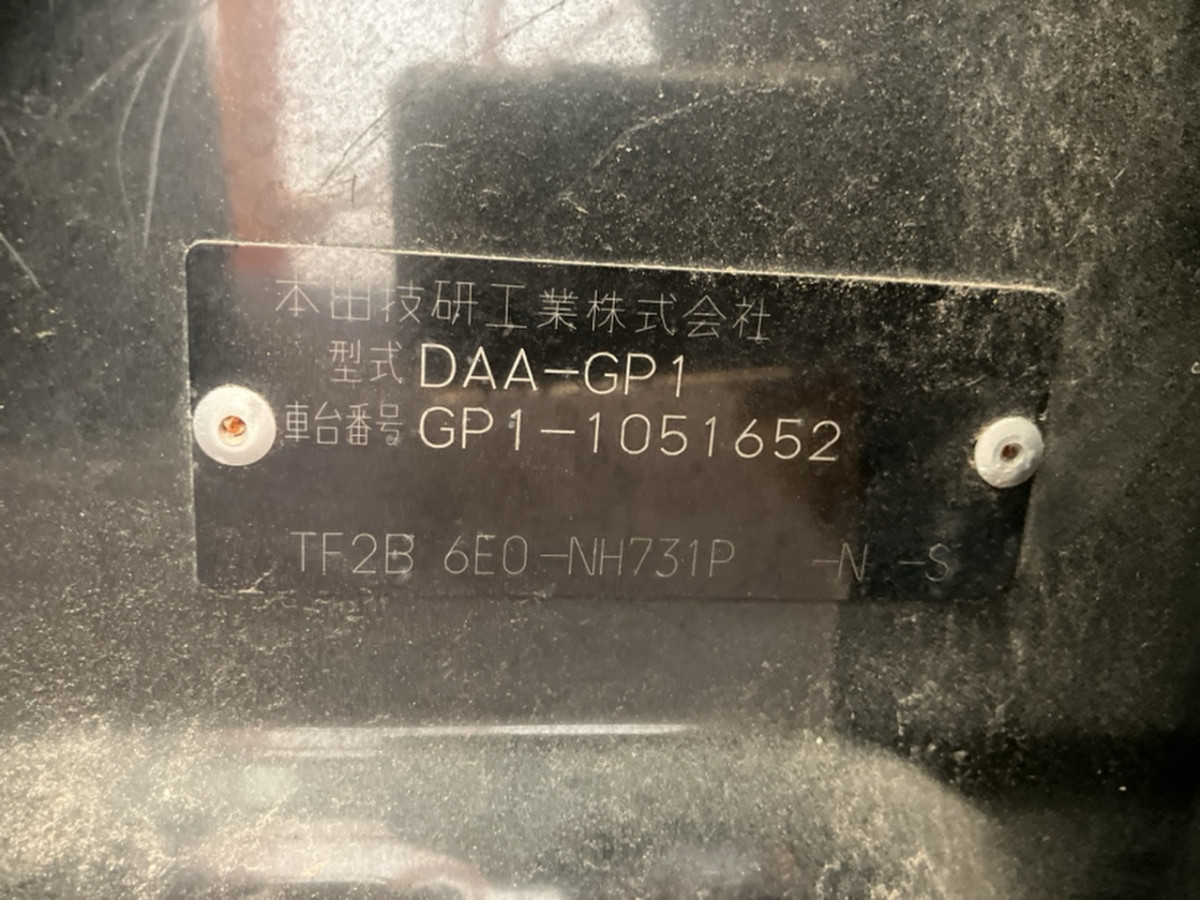 本田技研工業株式会社
型式 DAA-GP1
車台番号 GP1-1051652
TF2B 6E0-NH731P -N -S